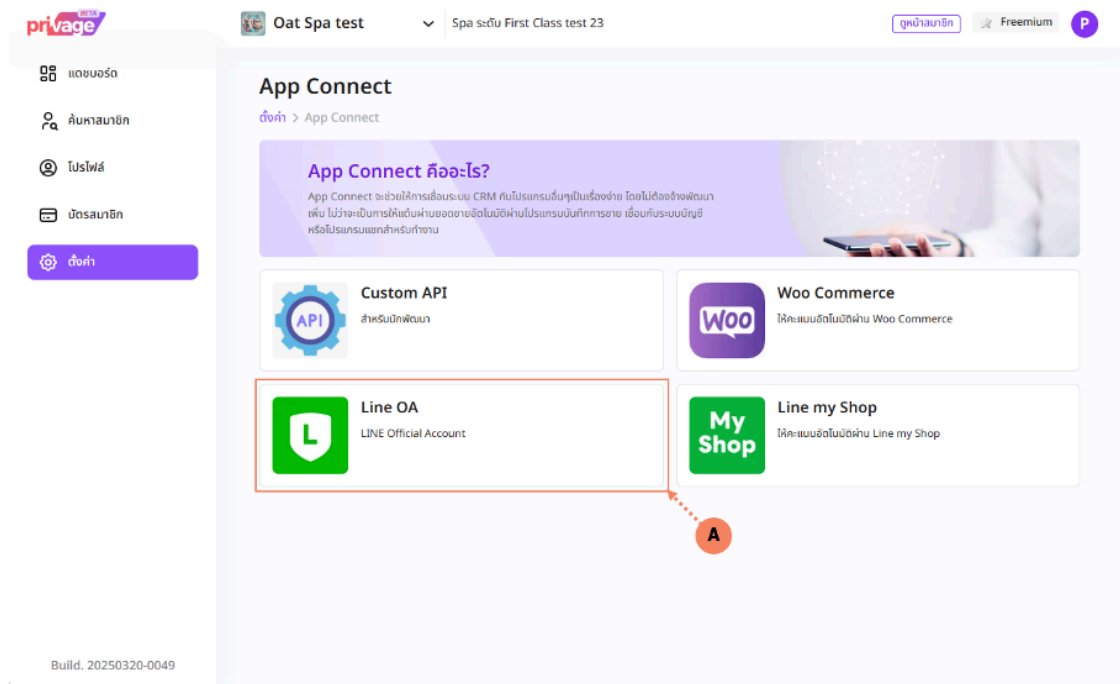 BETA
privage
Oat Spa test
Spa ระดับ First Class test 23
ดูหน้าสมาชิก
Freemium
P
แดชบอร์ด
ค้นหาสมาชิก
โปรไฟล์
บัตรสมาชิก
ตั้งค่า
App Connect
ตั้งค่า > App Connect
App Connect คืออะไร?
App Connect จะช่วยให้การเชื่อมระบบ CRM กับโปรแกรมอื่นๆเป็นเรื่องง่าย โดยไม่ต้องจ้างพัฒนา
เพิ่ม ไม่ว่าจะเป็นการให้แต้มผ่านยอดขายอัตโนมัติผ่านโปรแกรมบันทึกการขาย เชื่อมกับระบบบัญชี
หรือโปรแกรมแชทสำหรับทำงาน
Custom API
สำหรับนักพัฒนา
API
Woo Commerce
ให้คะแนนอัตโนมัติผ่าน Woo Commerce
Woo
Line OA
LINE Official Account
L
Line my Shop
ให้คะแนนอัตโนมัติผ่าน Line my Shop
My
Shop
A
Build. 20250320-0049